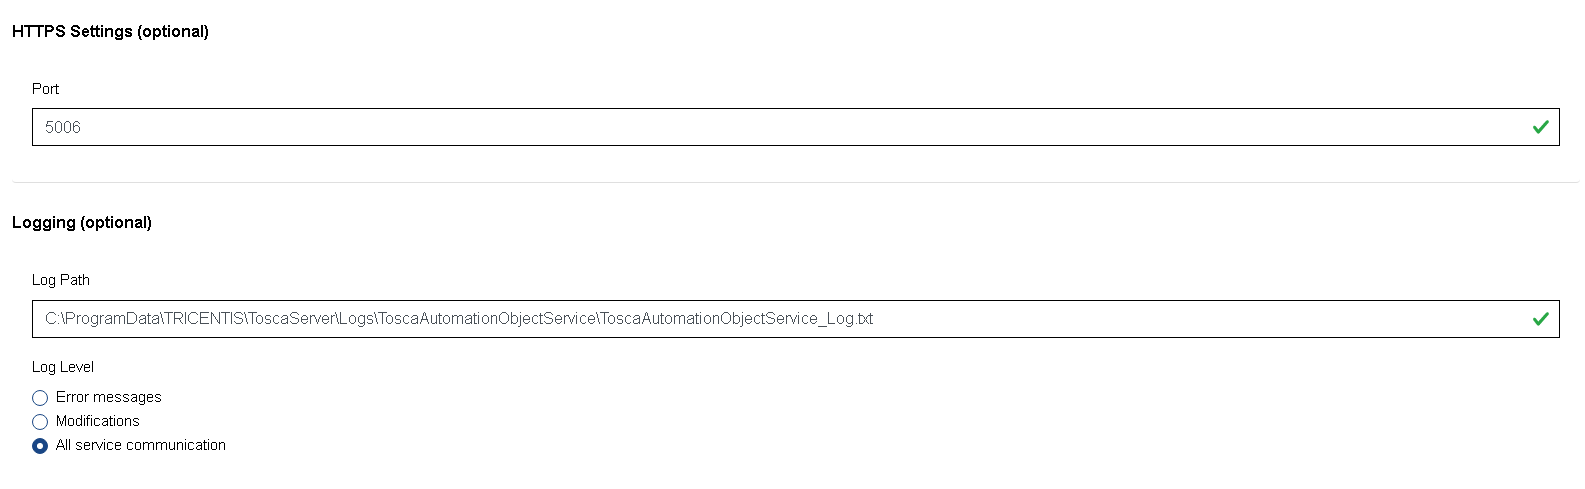 HTTPS Settings (optional)
Port
5006
Logging (optional)
Log Path
C:\ProgramData\TRICENTIS\ToscaServer\Logs\ToscaAutomationObjectService\ToscaAutomationObjectService_Log.txt
Log Level
Error messages
Modifications
All service communication